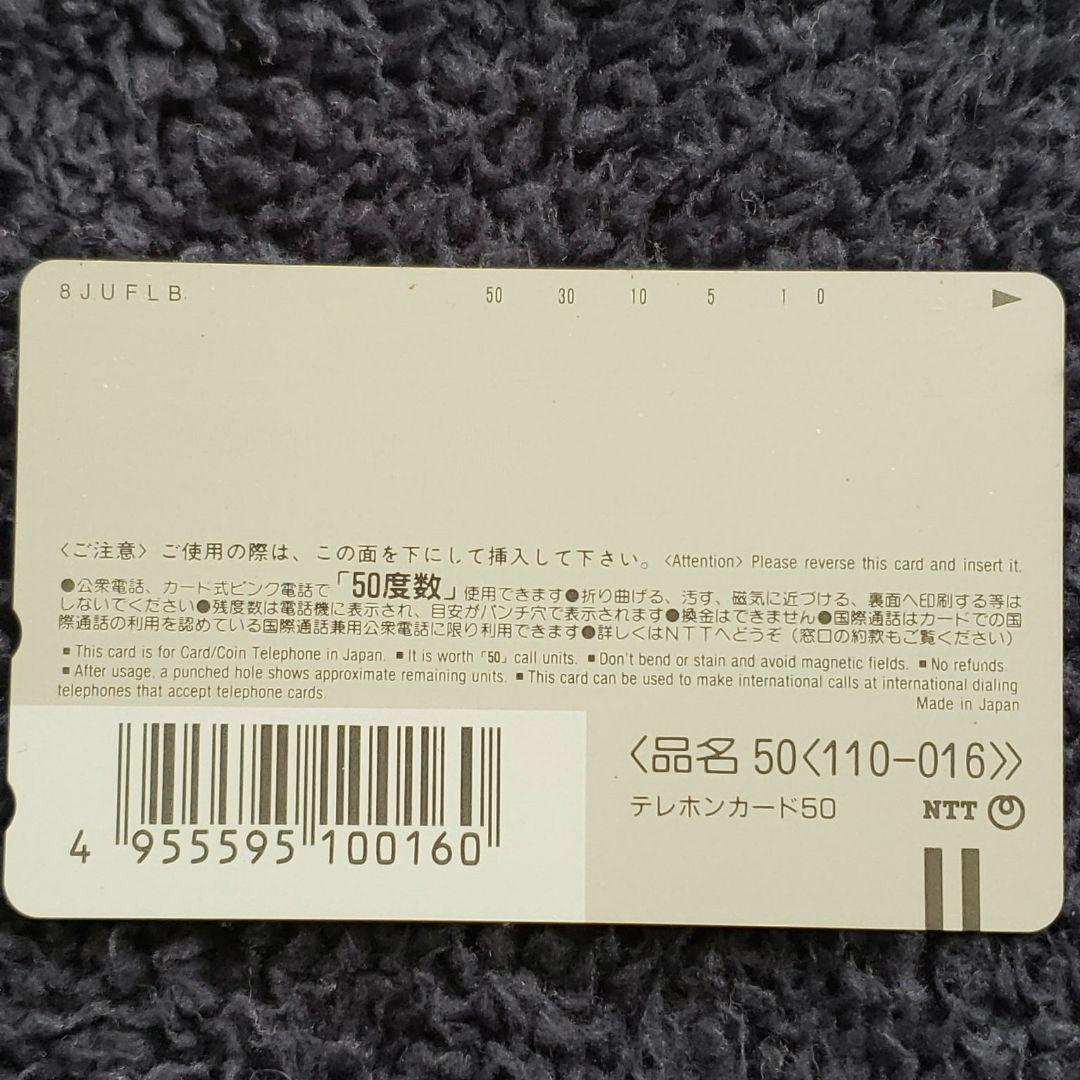 8JUFLB
50 30 10 5 1 0
〈ご注意〉ご使用の際は、この面を下にして挿入して下さい。〈Attention〉Please reverse this card and insert it.
●公衆電話、カード式ピンク電話で「50度数」使用できます●折り曲げる、汚す、磁気に近づける、裏面へ印刷する等は
しないでください●残度数は電話機に表示され、目安がパンチ穴で表示されます●換金はできません●国際通話はカードでの国
際通話の利用を認めている国際通話兼用公衆電話に限り利用できます●詳しくはNTTへどうぞ（窓口の約款もご覧ください）
■This card is for Card/Coin Telephone in Japan. ■It is worth「50」call units. ■Don't bend or stain and avoid magnetic fields. ■No refunds.
■After usage, a punched hole shows approximate remaining units. ■This card can be used to make international calls at international dialing
telephones that accept telephone cards.
Made in Japan
〈品名 50〈110-016〉〉
テレホンカード50 NTT
4 955595 100160